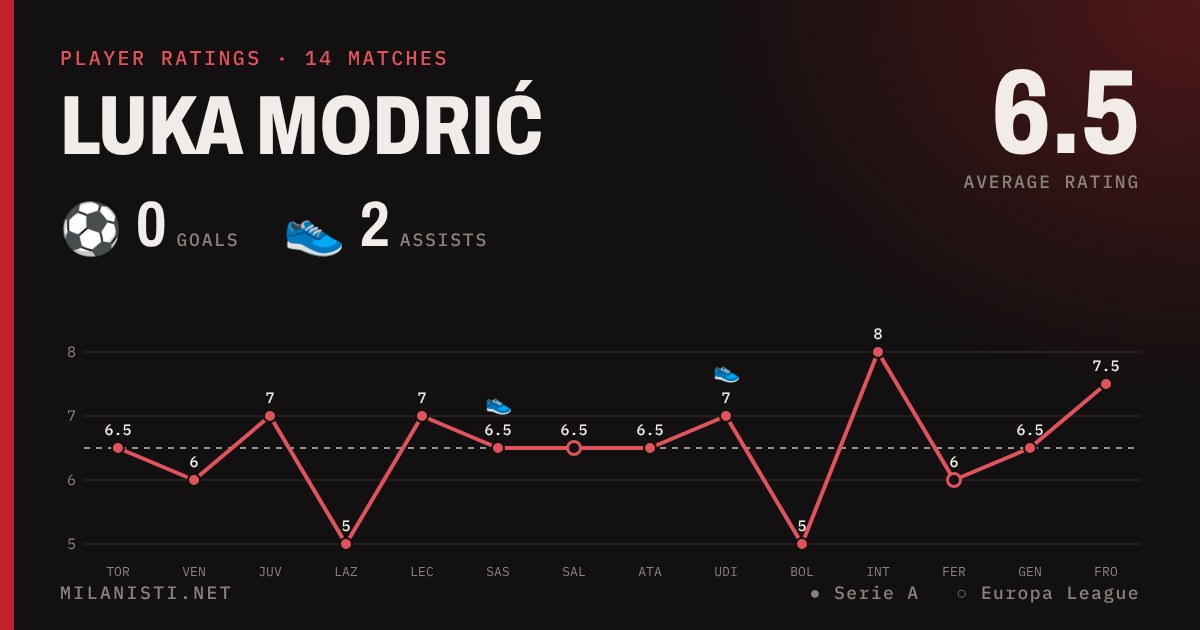 PLAYER RATINGS · 14 MATCHES
LUKA MODRIĆ
6.5
AVERAGE RATING
0 GOALS 2 ASSISTS
8
7
6
5
6.5 6 7 5 7 6.5 6.5 6.5 7 5 8 6 6.5 7.5
TOR VEN JUV LAZ LEC SAS SAL ATA UDI BOL INT FER GEN FRO
MILANISTI.NET
Serie A Europa League